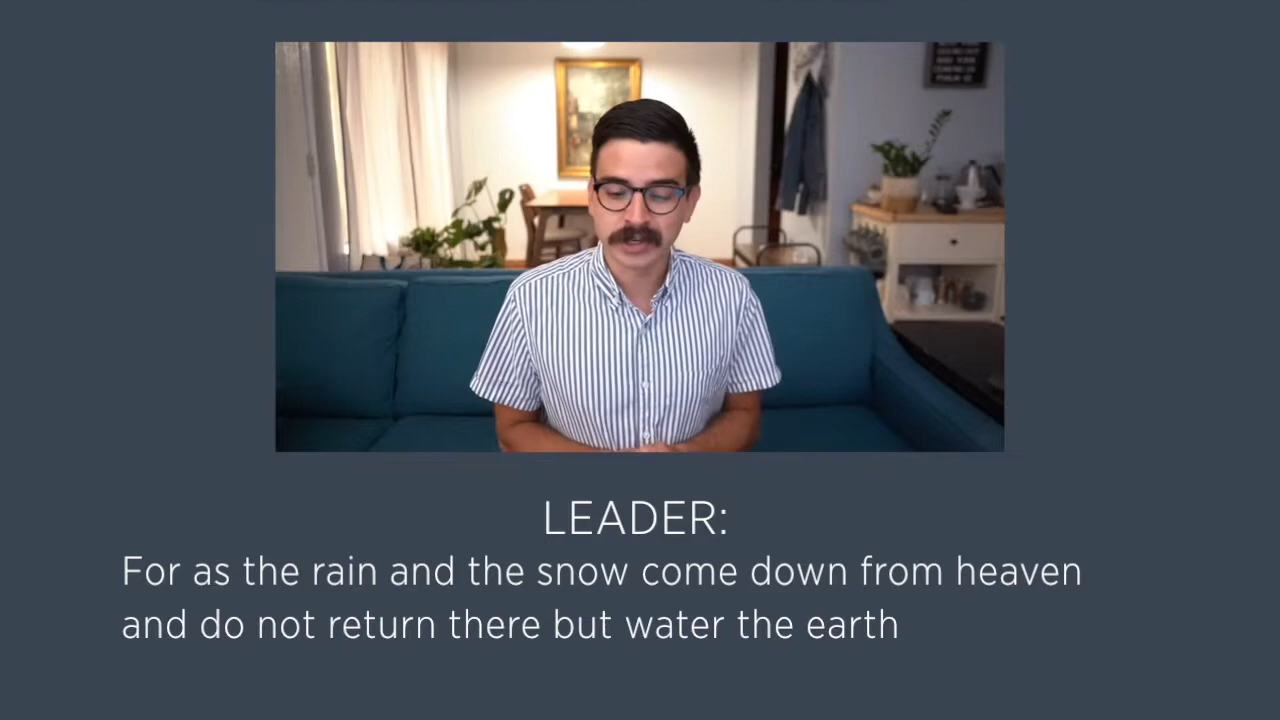 LEADER:
For as the rain and the snow come down from heaven
and do not return there but water the earth